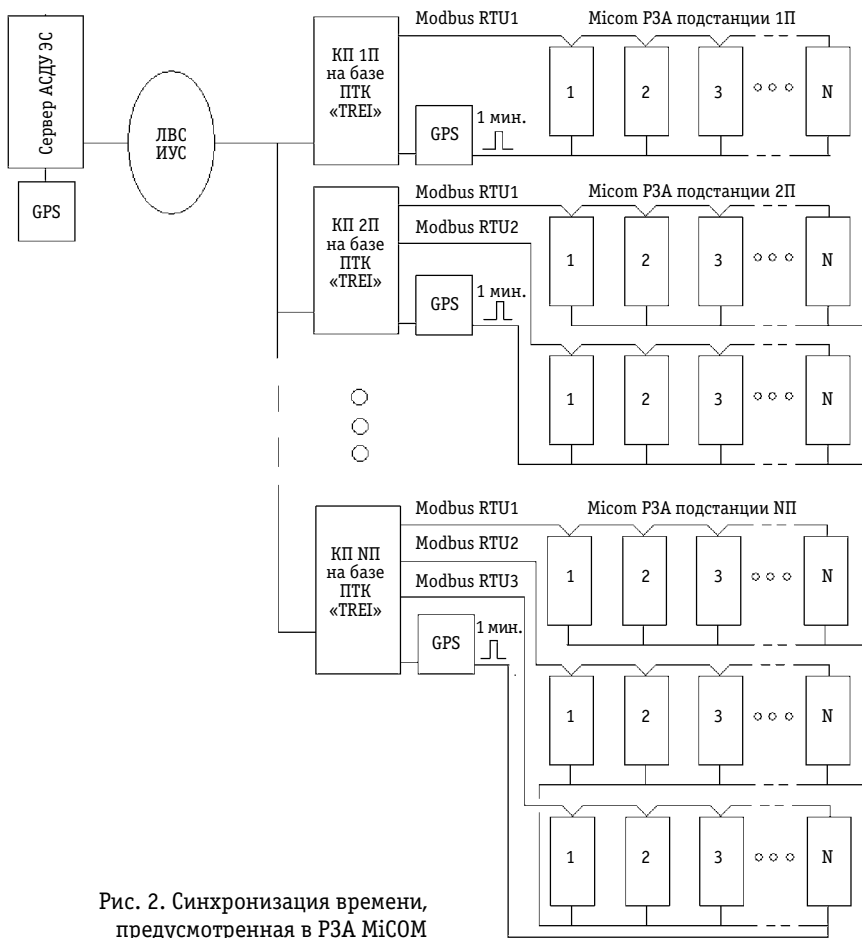 Сервер АСДУ ЭС
GPS
ЛВС
ИУС
КП 1П
на базе
ПТК
«TREI»
Modbus RTU1
Micom РЗА подстанции 1П
GPS
1 мин.
1
2
3
N
КП 2П
на базе
ПТК
«TREI»
Modbus RTU1
Micom РЗА подстанции 2П
Modbus RTU2
GPS
1 мин.
1
2
3
N
1
2
3
N
КП NП
на базе
ПТК
«TREI»
Modbus RTU1
Micom РЗА подстанции NП
Modbus RTU2
Modbus RTU3
GPS
1 мин.
1
2
3
N
1
2
3
N
1
2
3
N
Рис. 2. Синхронизация времени,
предусмотренная в РЗА MiCOM